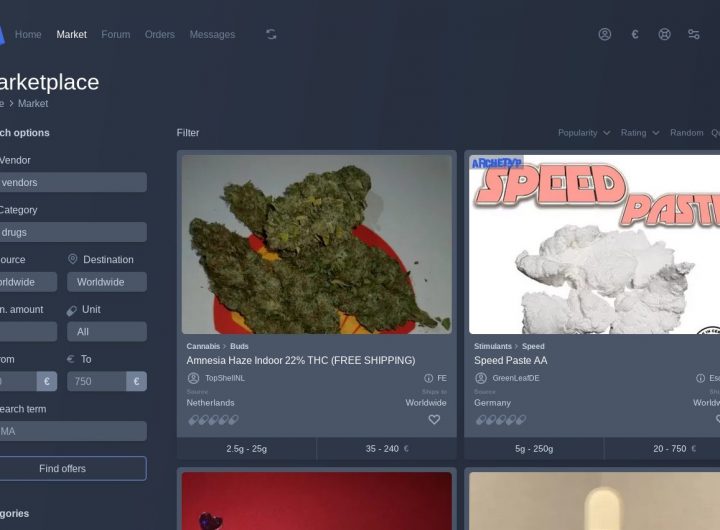 Home Market Forum Orders Messages €
arketplace
e > Market
ch options
Filter
Popularity Rating Random Qu
Vendor
vendors
Category
drugs
ource Destination
rldwide Worldwide
n. amount Unit
All
rom € To
0 € 750 €
earch term
MA
Find offers
gories
ARCHETYP
SPEED
PASTE
Cannabis > Buds
Amnesia Haze Indoor 22% THC (FREE SHIPPING)
TopShellNL FE
Source Ships to
Netherlands Worldwide
2.5g - 25g 35 - 240 €
Stimulants > Speed
Speed Paste AA
GreenLeafDE Esc
Source Shi
Germany Worldw
5g - 250g 20 - 750 €